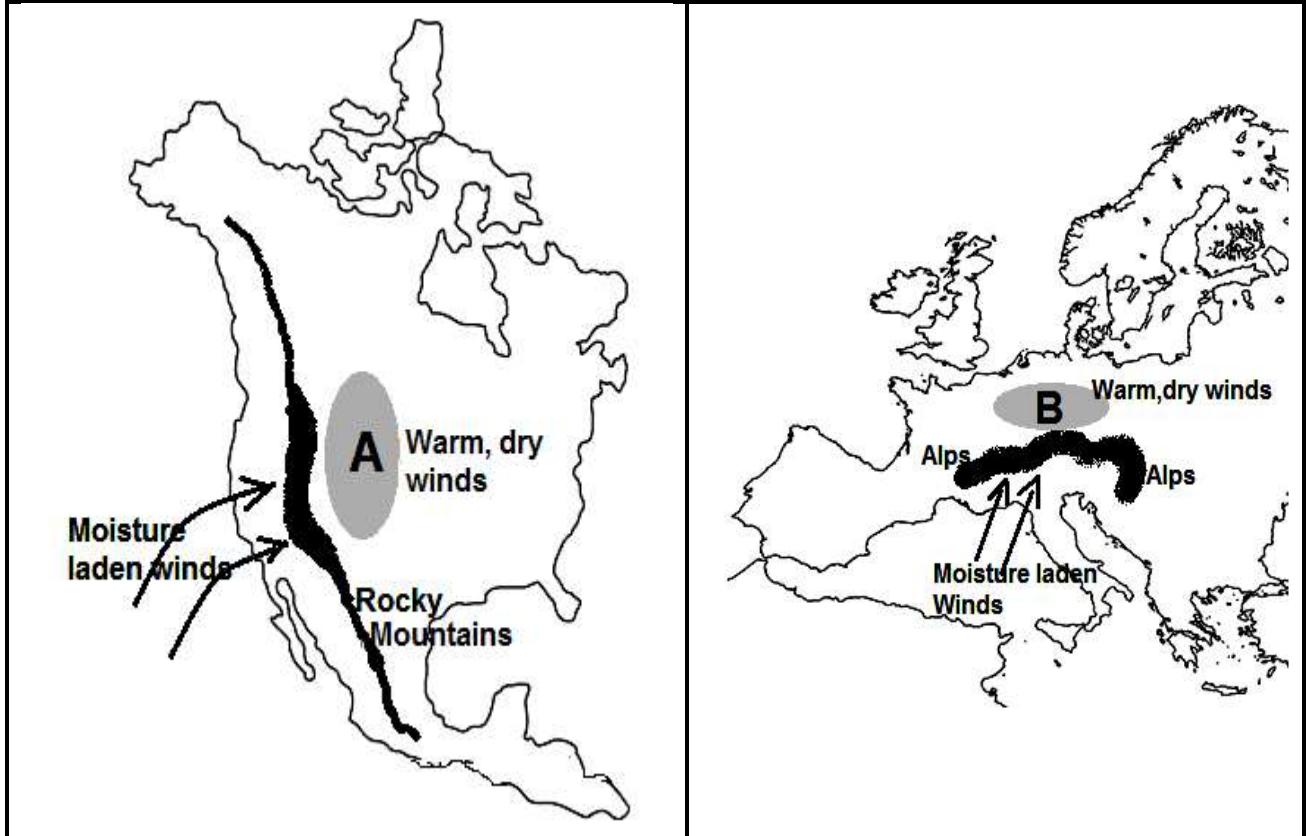 A
Warm, dry
winds
Moisture
laden winds
Rocky
Mountains
B
Warm,dry winds
Alps
Alps
Moisture laden
Winds